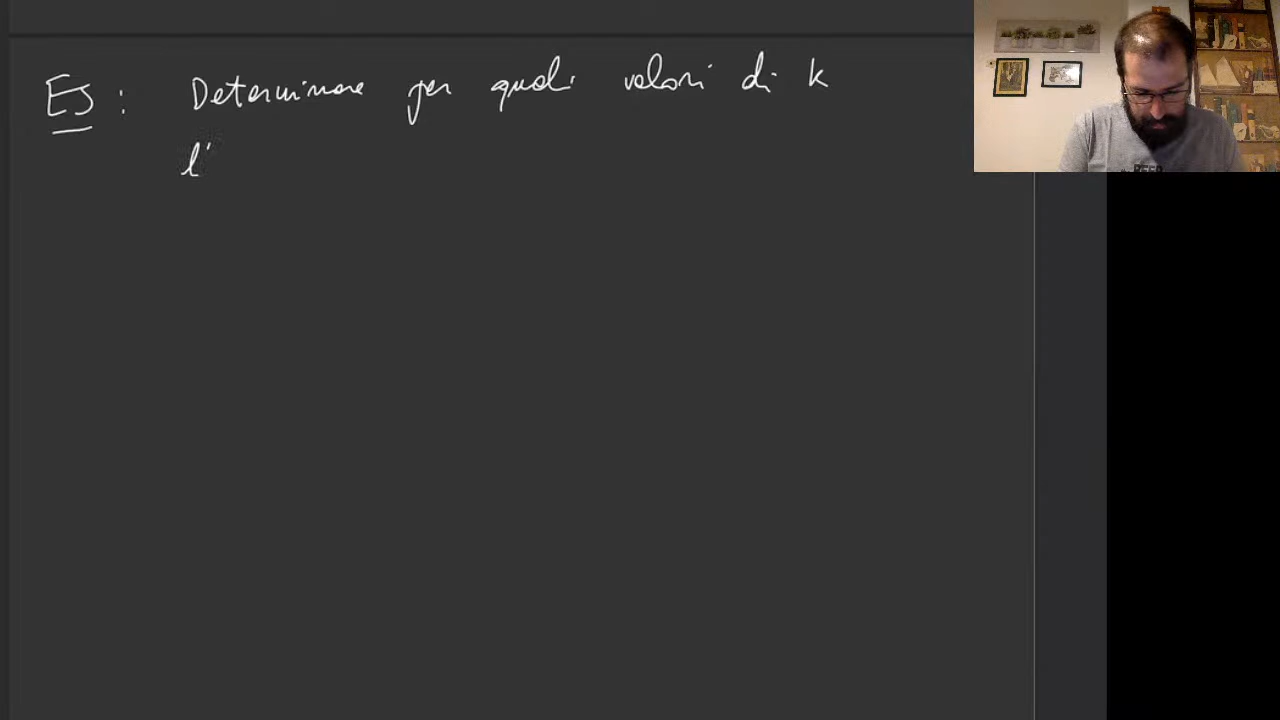 ES : Determinare per quali valori di k
l'